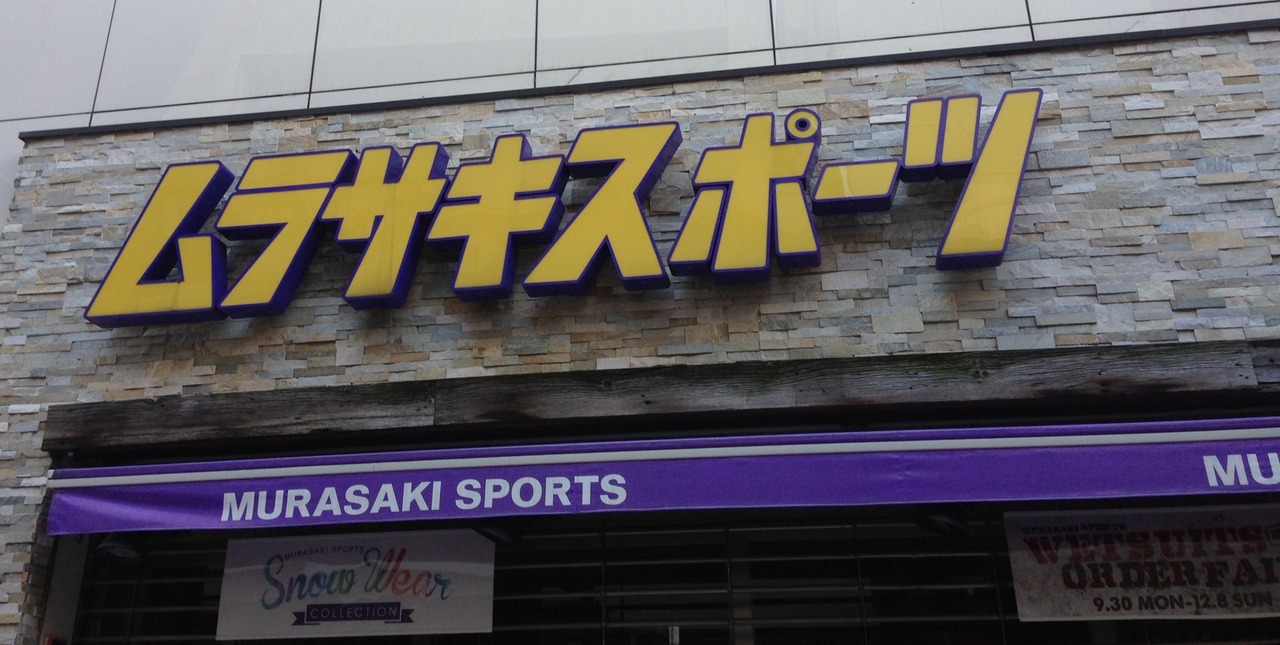 ムラサキスポーツ
MURASAKI SPORTS
MU
MURASAKI SPORTS
Snow Wear
COLLECTION
MURASAKI SPORTS
WETSUITS
ORDER FA
9.30 MON-12.8 SUN